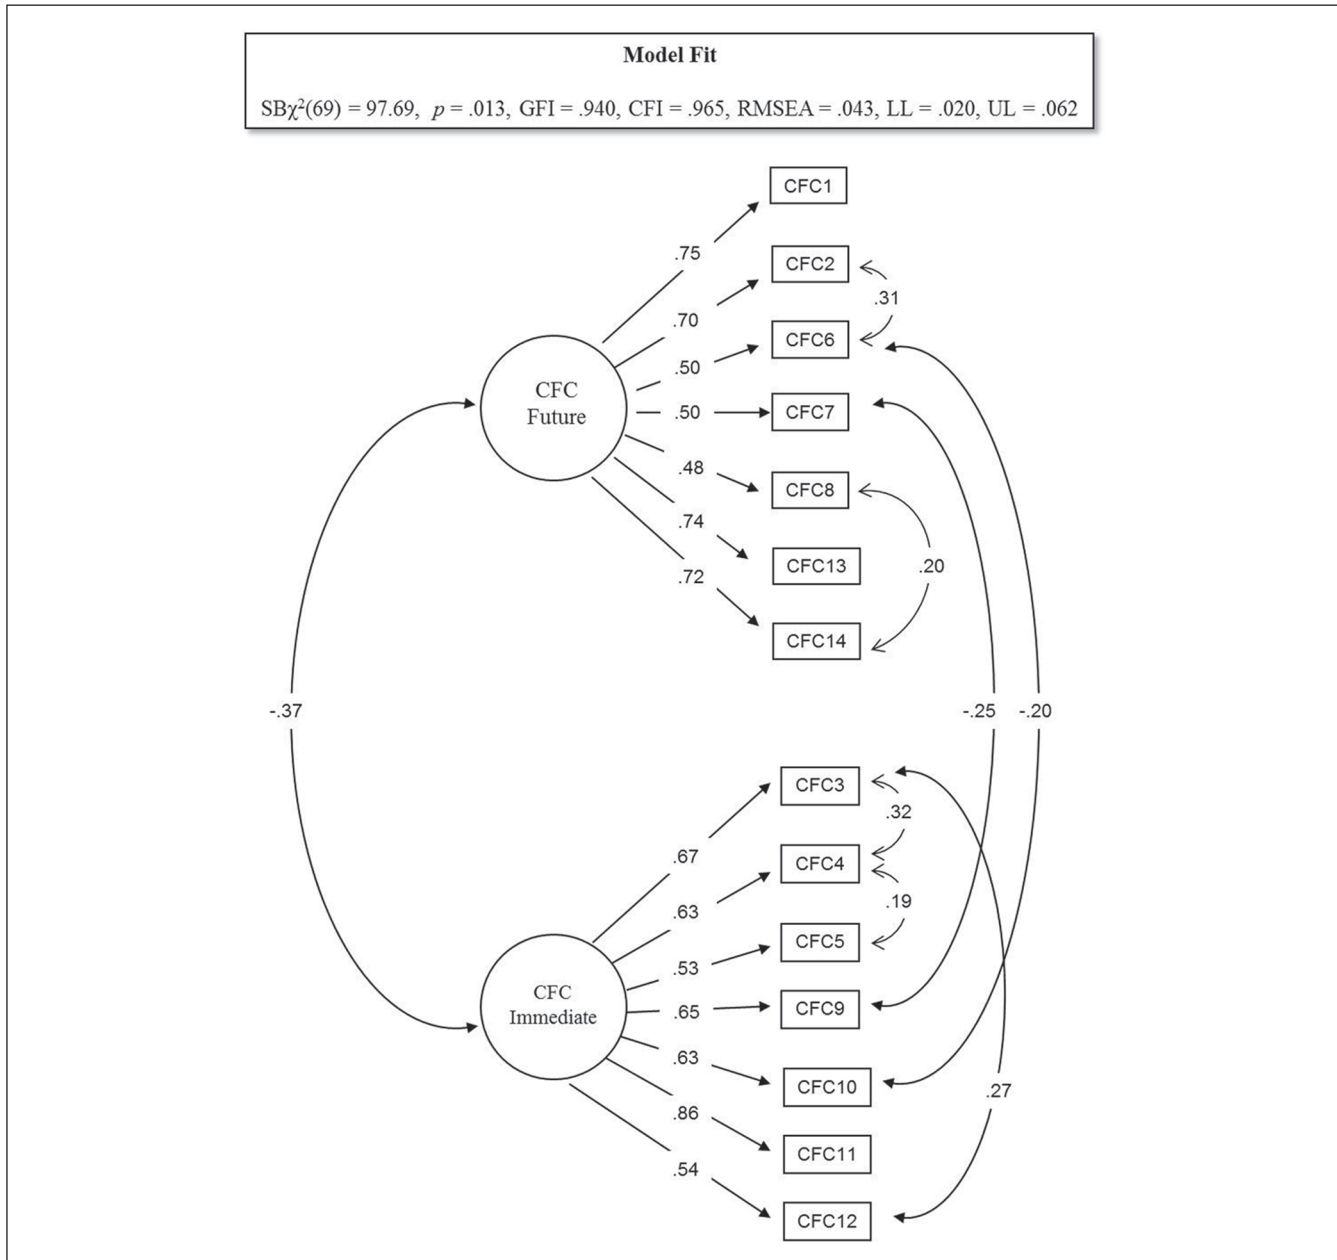 Model Fit
SBχ²(69) = 97.69, p = .013, GFI = .940, CFI = .965, RMSEA = .043, LL = .020, UL = .062
CFC1
.75
CFC2
.31
.70
CFC6
.50
CFC
Future
.50
CFC7
.48
CFC8
.74
CFC13
.20
.72
CFC14
-.37
-.25
-.20
CFC3
.32
.67
CFC4
.19
.63
CFC5
.53
CFC
Immediate
.65
CFC9
.63
CFC10
.27
.86
CFC11
.54
CFC12